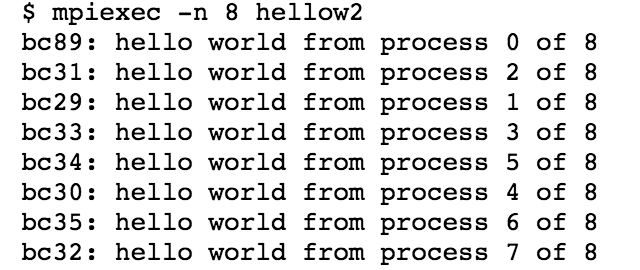 $ mpiexec -n 8 hellow2
bc89: hello world from process 0 of 8
bc31: hello world from process 2 of 8
bc29: hello world from process 1 of 8
bc33: hello world from process 3 of 8
bc34: hello world from process 5 of 8
bc30: hello world from process 4 of 8
bc35: hello world from process 6 of 8
bc32: hello world from process 7 of 8